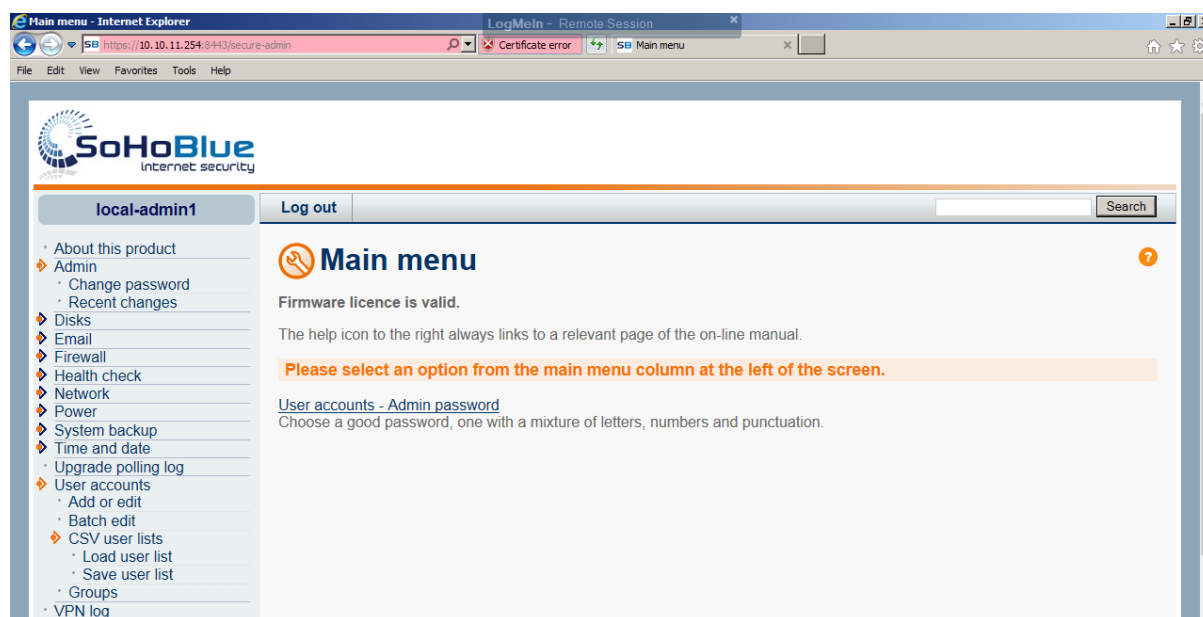 Main menu - Internet Explorer
LogMeIn - Remote Session
SB https://10.10.11.254:8443/secure-admin
Certificate error
SB Main menu
File Edit View Favorites Tools Help
SoHoBlue
internet security
local-admin1
Log out
Search
About this product
Admin
Change password
Recent changes
Disks
Email
Firewall
Health check
Network
Power
System backup
Time and date
Upgrade polling log
User accounts
Add or edit
Batch edit
CSV user lists
Load user list
Save user list
Groups
VPN log
Main menu
?
Firmware licence is valid.
The help icon to the right always links to a relevant page of the on-line manual.
Please select an option from the main menu column at the left of the screen.
User accounts - Admin password
Choose a good password, one with a mixture of letters, numbers and punctuation.